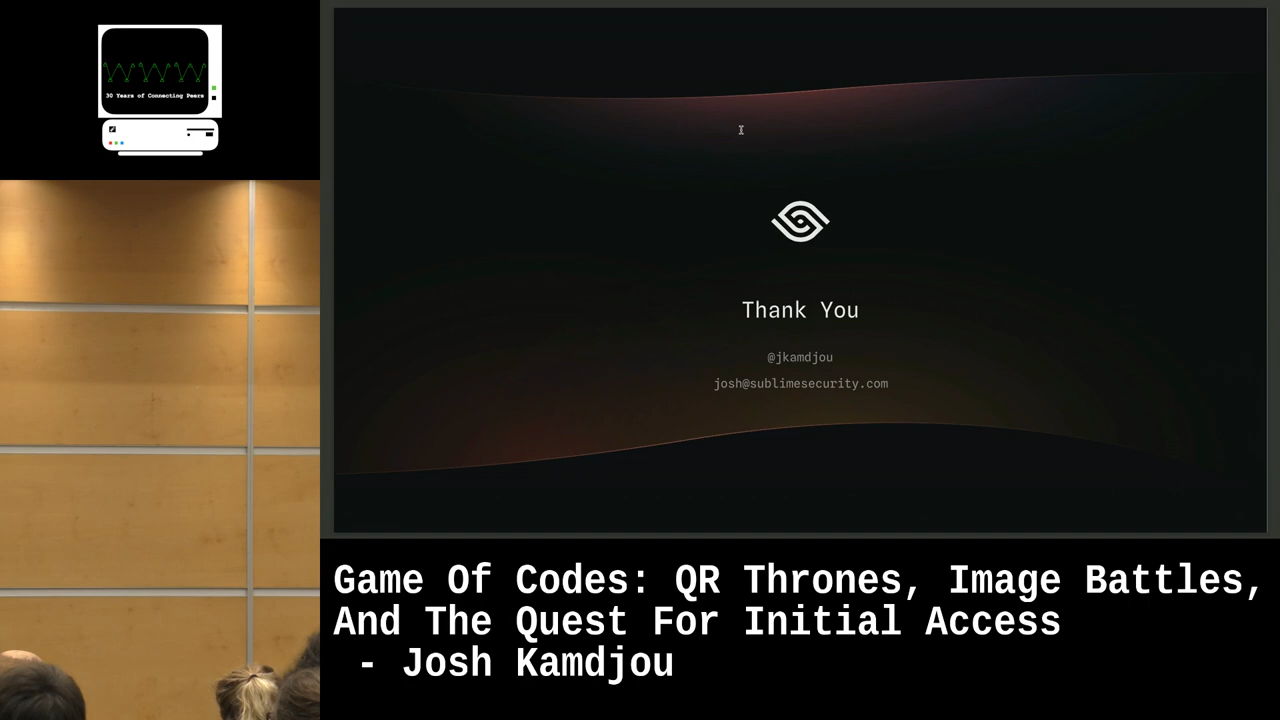 30 Years of Connecting Peers
Thank You
@jkamdjou
josh@sublimesecurity.com
Game Of Codes: QR Thrones, Image Battles,
And The Quest For Initial Access
- Josh Kamdjou